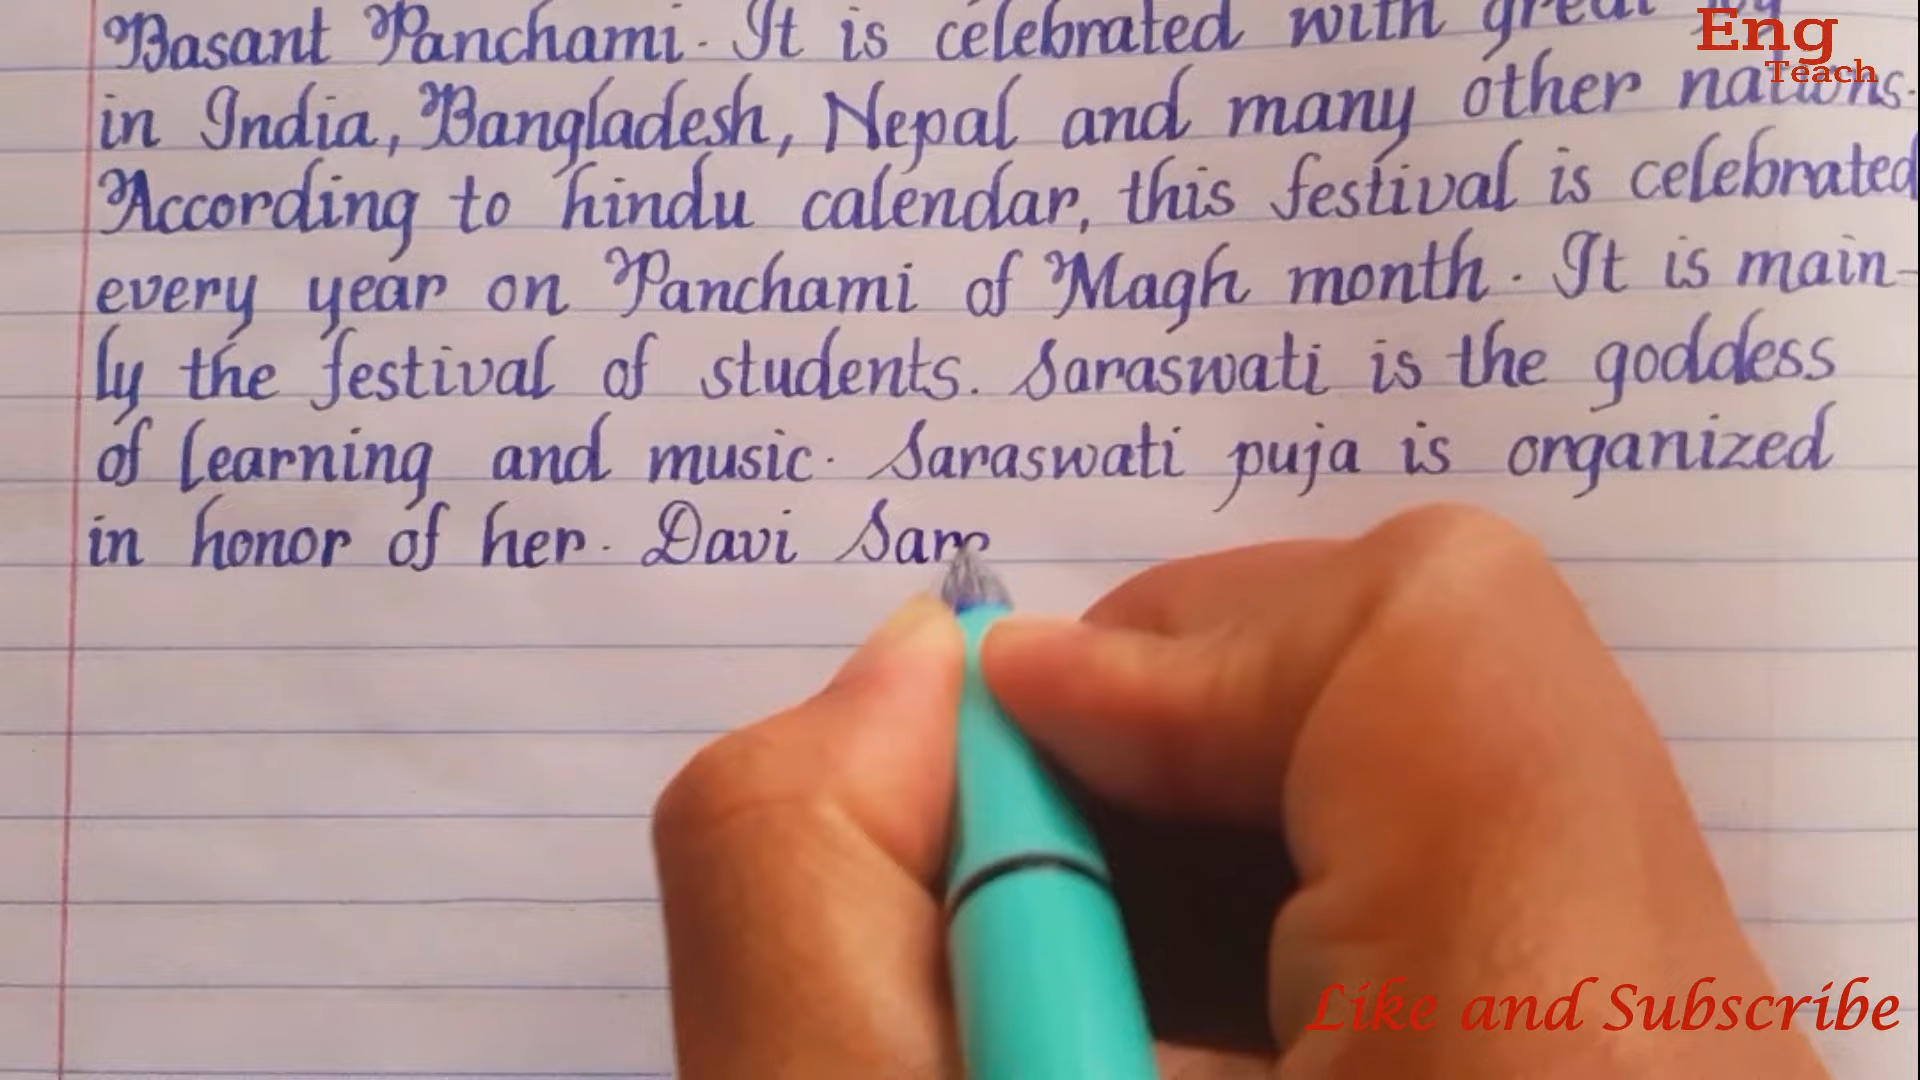 Basant Panchami. It is celebrated with great joy
in India, Bangladesh, Nepal and many other nations.
According to hindu calendar, this festival is celebrated
every year on Panchami of Magh month. It is main-
ly the festival of students. Saraswati is the goddess
of learning and music. Saraswati puja is organized
in honor of her. Davi Sar
Eng
Teach
Like and Subscribe